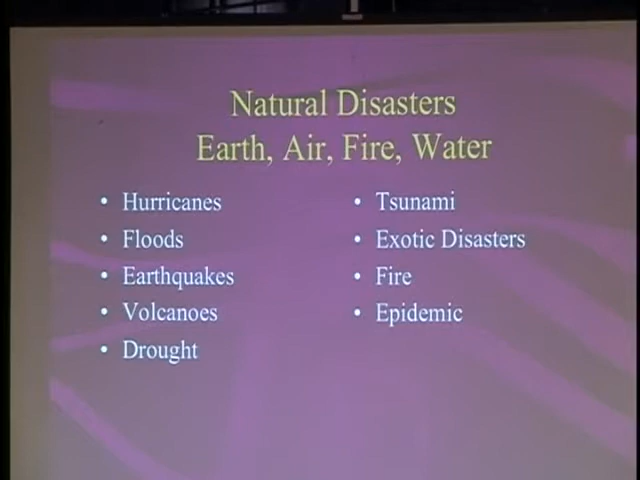 Natural Disasters
Earth, Air, Fire, Water
• Hurricanes
• Floods
• Earthquakes
• Volcanoes
• Drought
• Tsunami
• Exotic Disasters
• Fire
• Epidemic